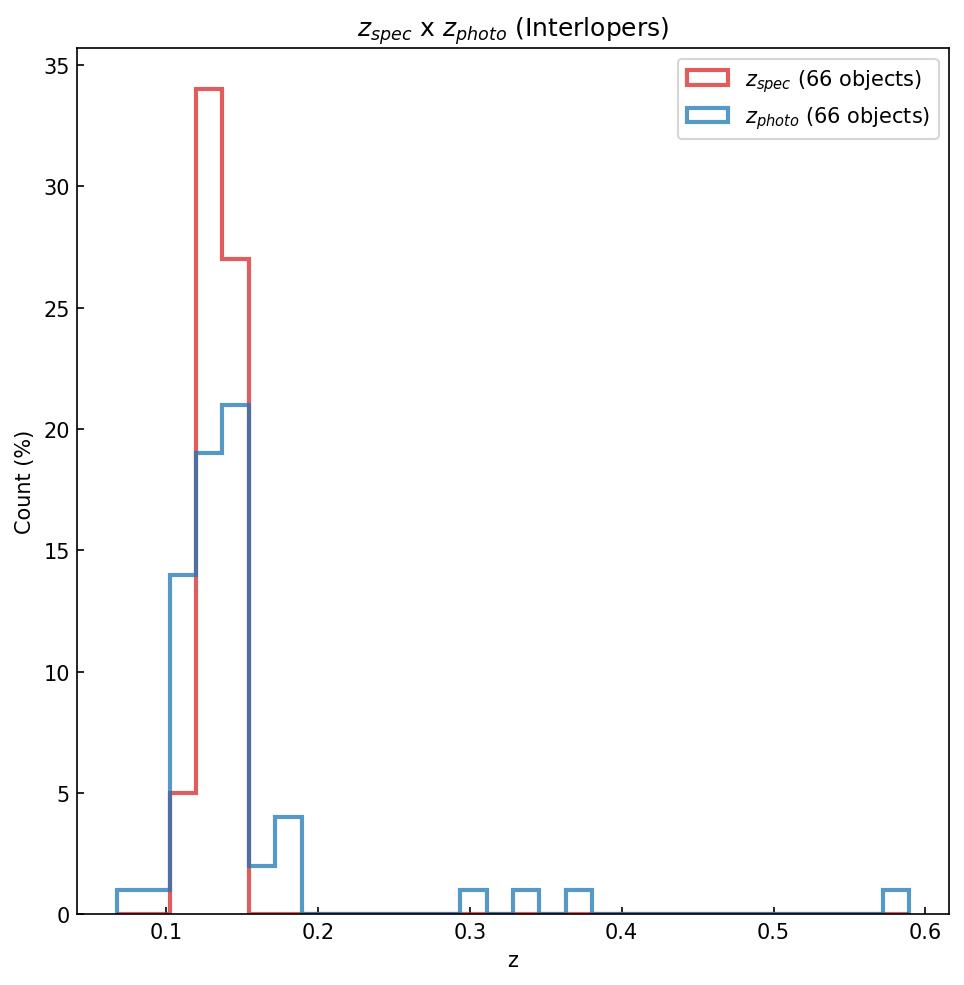 z_spec x z_photo (Interlopers)
z_spec (66 objects)
z_photo (66 objects)
Count (%)
35
30
25
20
15
10
5
0
0.1 0.2 0.3 0.4 0.5 0.6
z